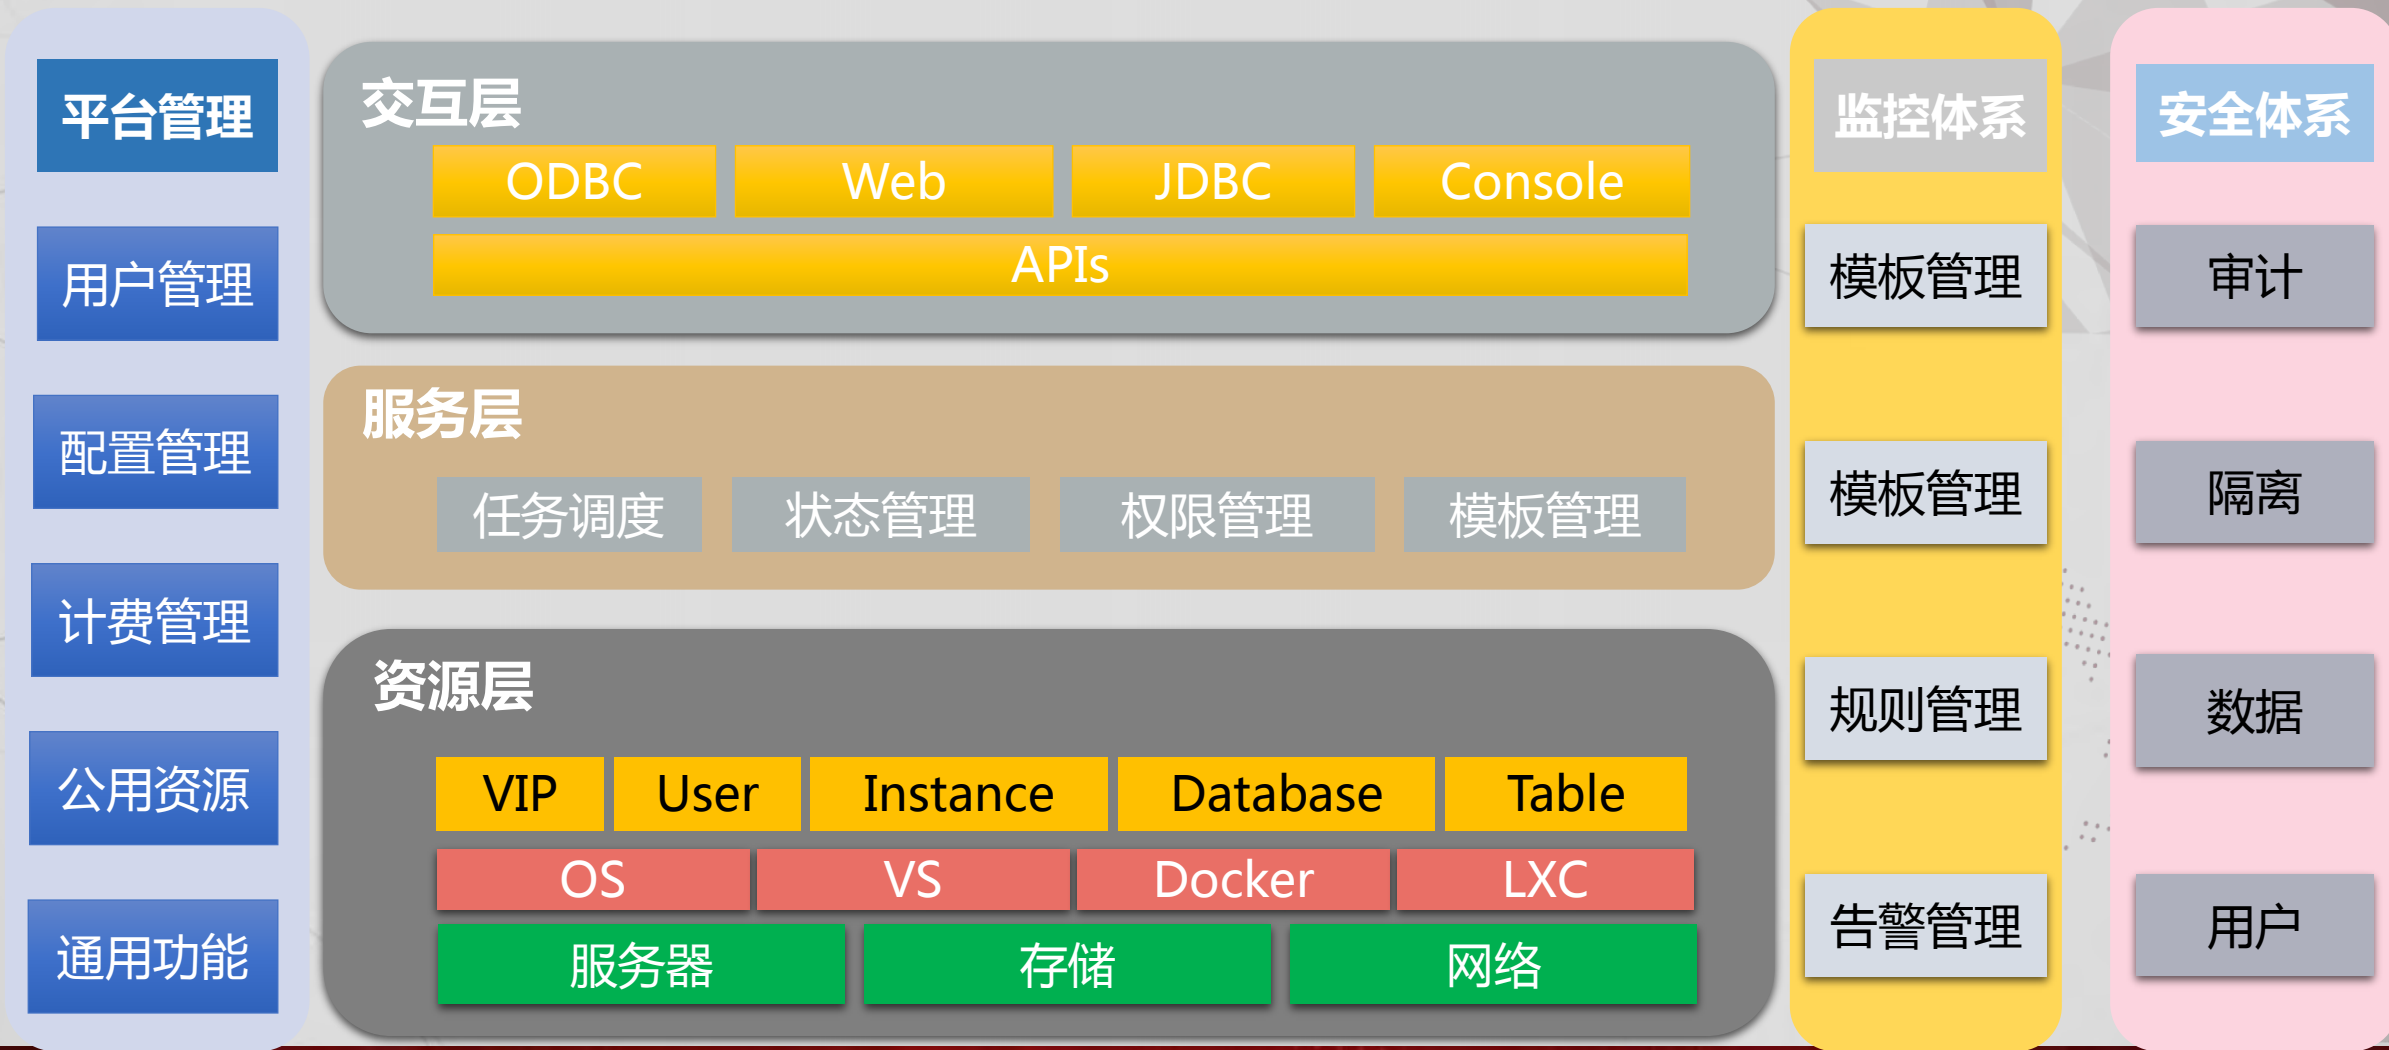 平台管理
用户管理
配置管理
计费管理
公用资源
通用功能
交互层
ODBC Web JDBC Console
APIs
服务层
任务调度 状态管理 权限管理 模板管理
资源层
VIP User Instance Database Table
OS VS Docker LXC
服务器 存储 网络
监控体系
模板管理
模板管理
规则管理
告警管理
安全体系
审计
隔离
数据
用户